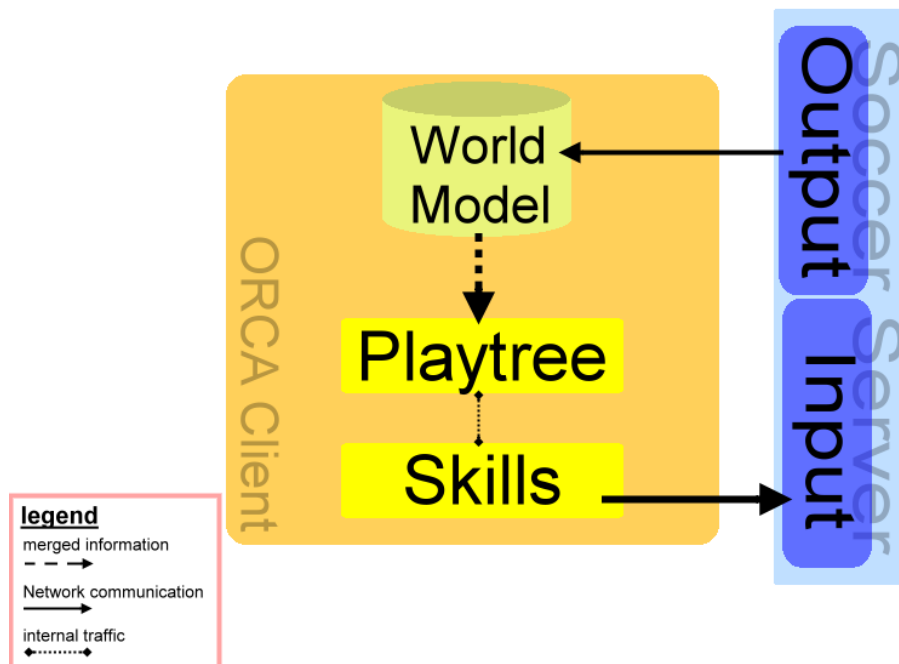 World
Model
Playtree
Skills
ORCA Client
Output
Input
Soccer Server
legend
merged information
Network communication
internal traffic